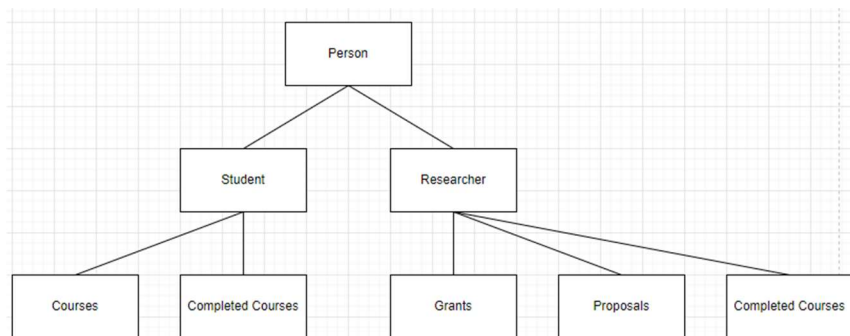 Person
Student
Researcher
Courses
Completed Courses
Grants
Proposals
Completed Courses